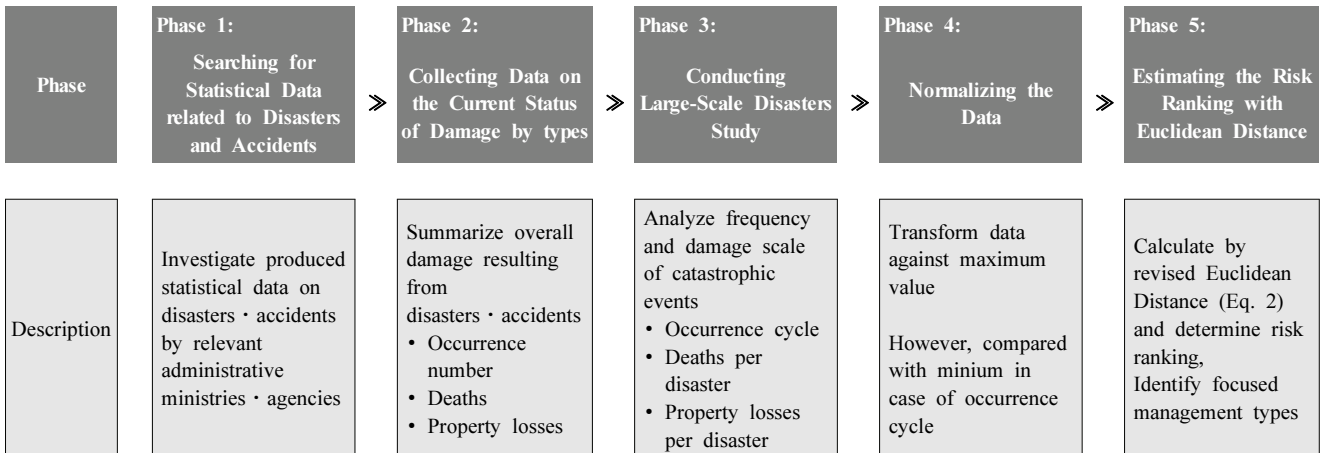 Phase
Phase 1:
Searching for
Statistical Data
related to Disasters
and Accidents
Phase 2:
Collecting Data on
the Current Status
of Damage by types
Phase 3:
Conducting
Large-Scale Disasters
Study
Phase 4:
Normalizing the
Data
Phase 5:
Estimating the Risk
Ranking with
Euclidean Distance
Description
Investigate produced
statistical data on
disasters・accidents
by relevant
administrative
ministries・agencies
Summarize overall
damage resulting
from
disasters・accidents
• Occurrence
number
• Deaths
• Property losses
Analyze frequency
and damage scale
of catastrophic
events
• Occurrence cycle
• Deaths per
disaster
• Property losses
per disaster
Transform data
against maximum
value
However, compared
with minium in
case of occurrence
cycle
Calculate by
revised Euclidean
Distance (Eq. 2)
and determine risk
ranking,
Identify focused
management types